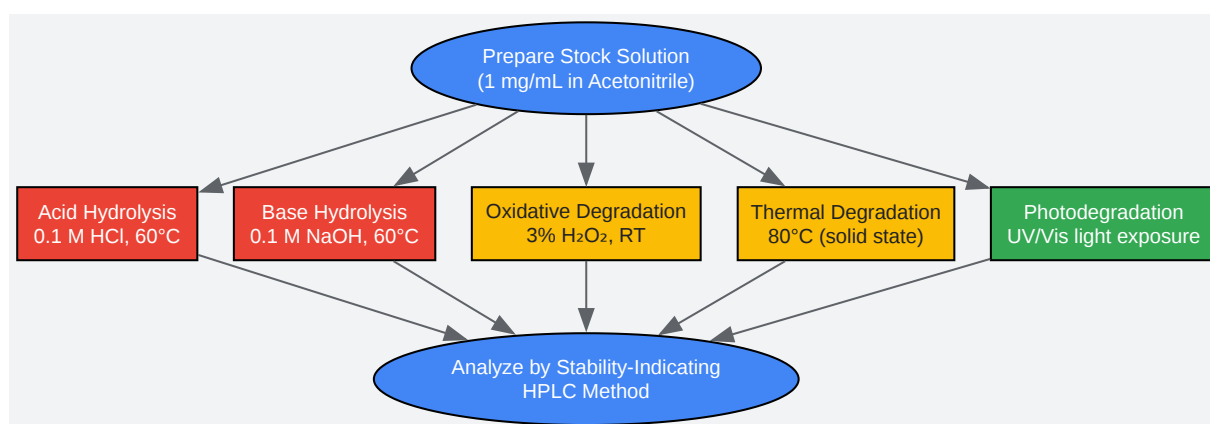 Prepare Stock Solution
(1 mg/mL in Acetonitrile)
Acid Hydrolysis
0.1 M HCl, 60°C
Base Hydrolysis
0.1 M NaOH, 60°C
Oxidative Degradation
3% H₂O₂, RT
Thermal Degradation
80°C (solid state)
Photodegradation
UV/Vis light exposure
Analyze by Stability-Indicating
HPLC Method